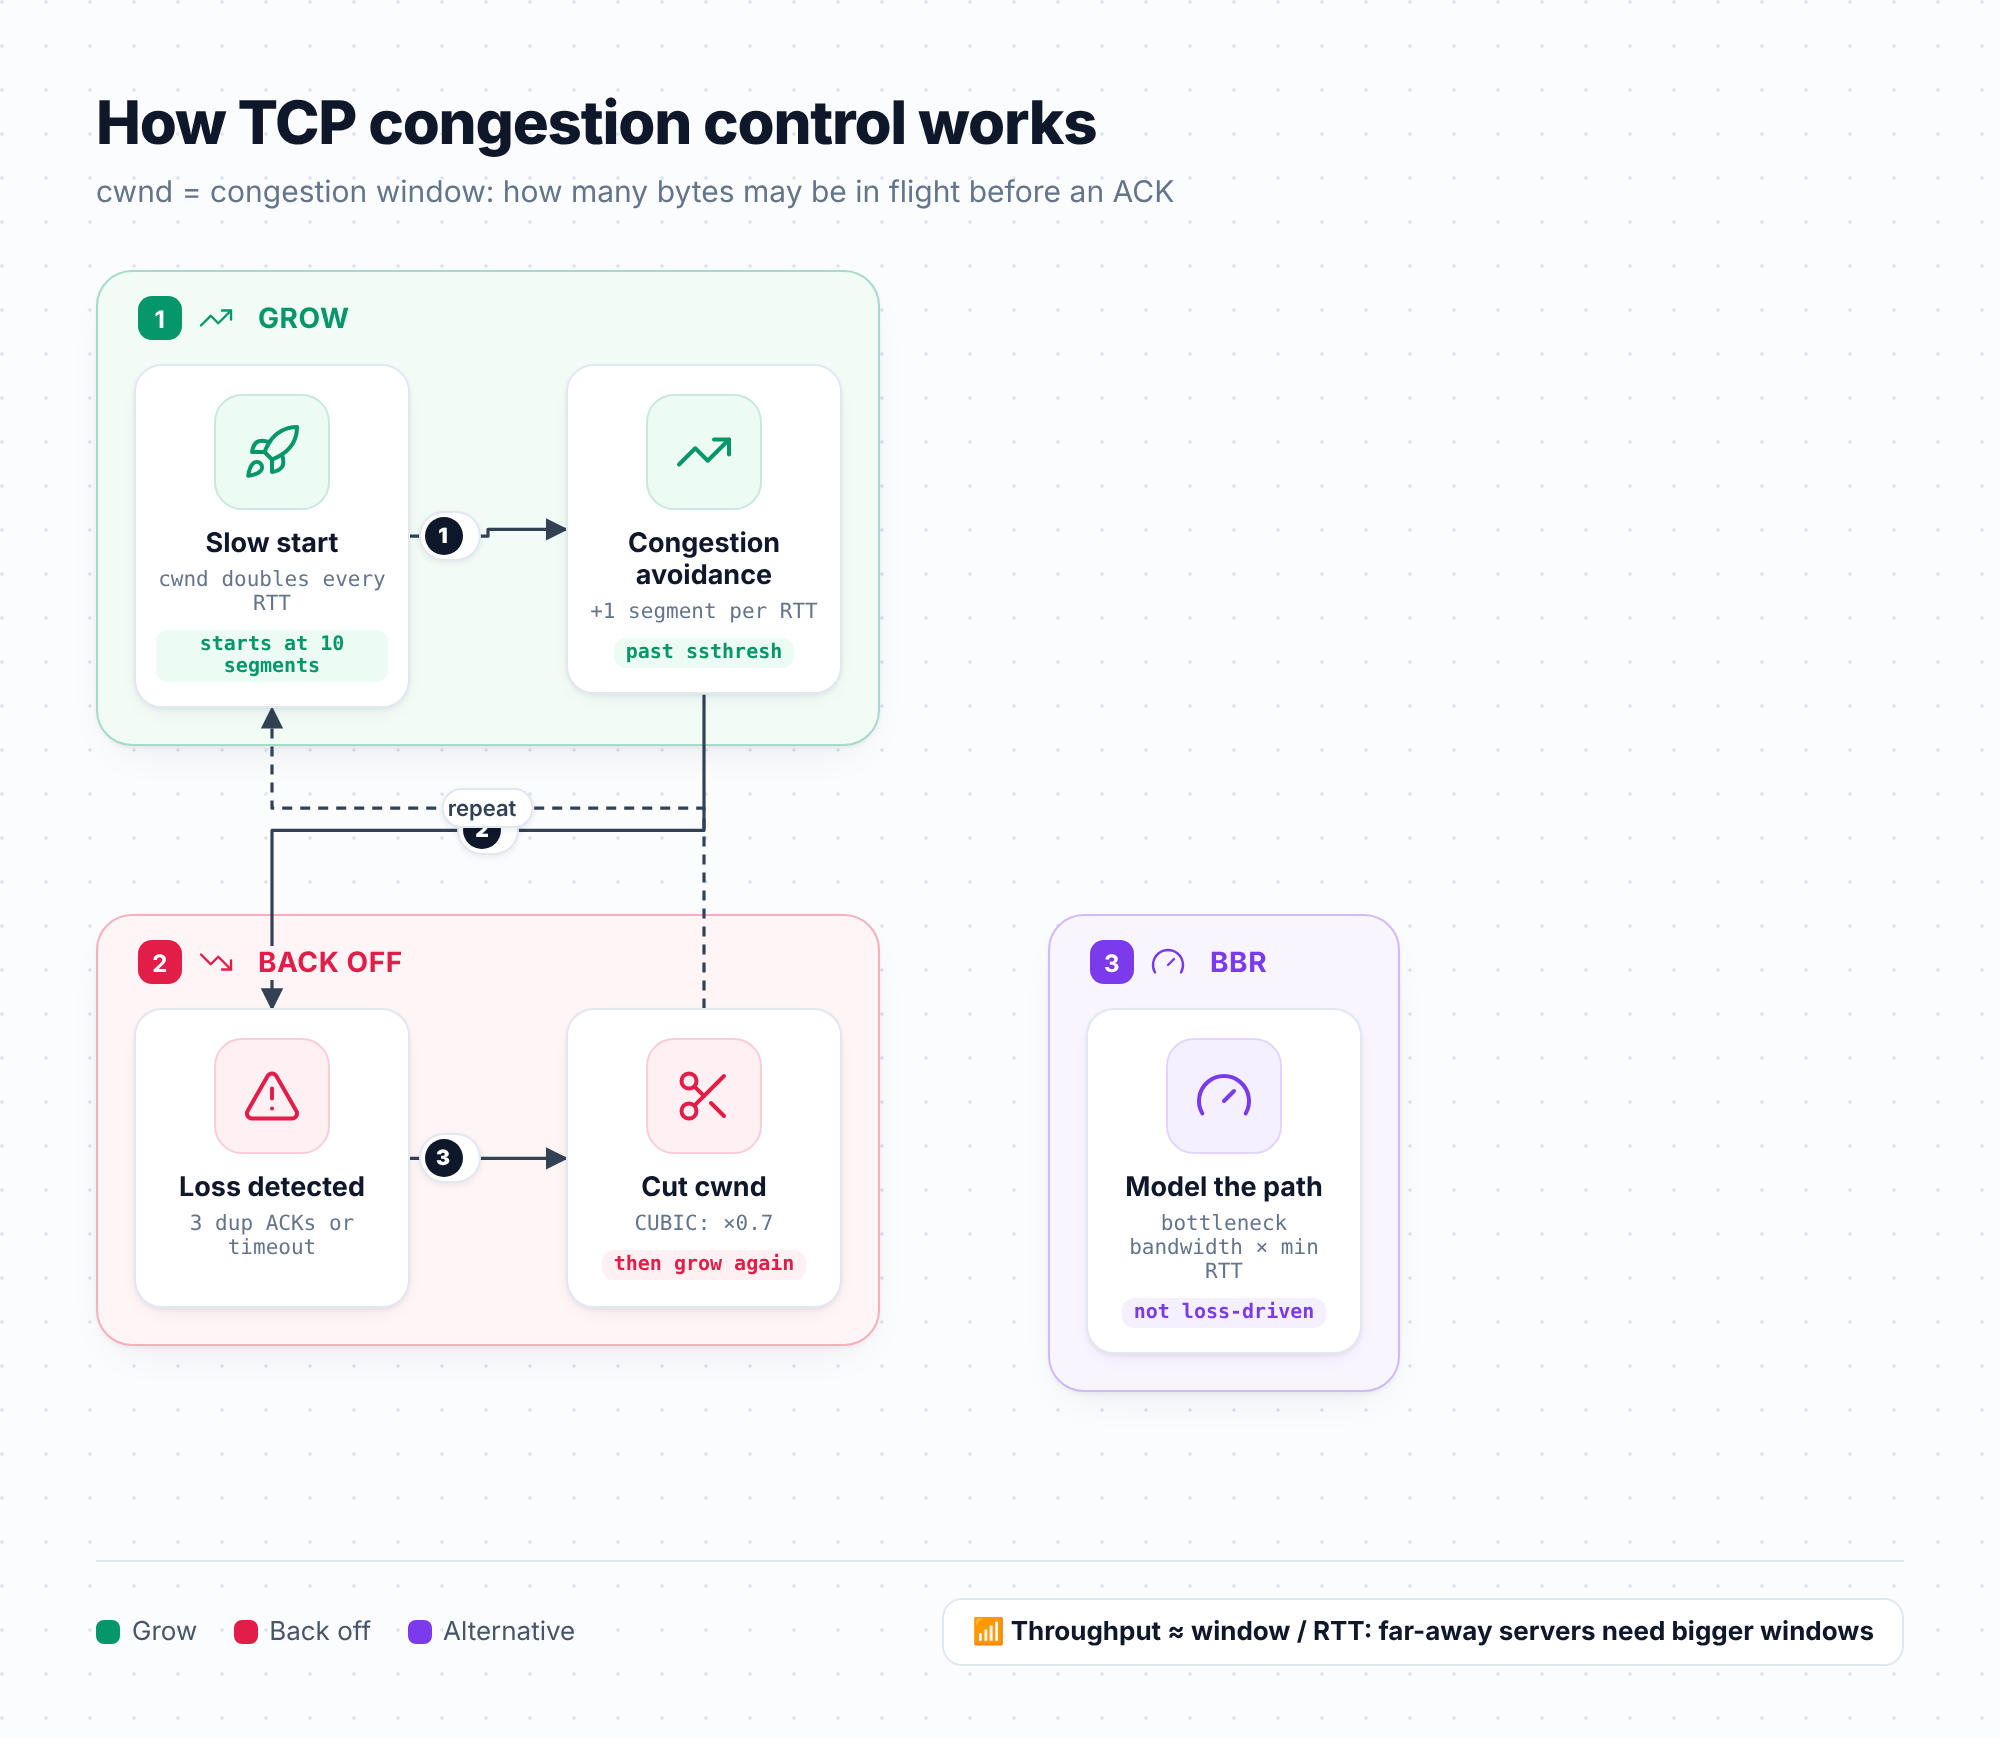 How TCP congestion control works
cwnd = congestion window: how many bytes may be in flight before an ACK
1 GROW
Slow start
cwnd doubles every
RTT
starts at 10
segments
1
Congestion
avoidance
+1 segment per RTT
past ssthresh
repeat
2
2 BACK OFF
Loss detected
3 dup ACKs or
timeout
3
Cut cwnd
CUBIC: ×0.7
then grow again
3 BBR
Model the path
bottleneck
bandwidth × min
RTT
not loss-driven
Grow
Back off
Alternative
Throughput ≈ window / RTT: far-away servers need bigger windows